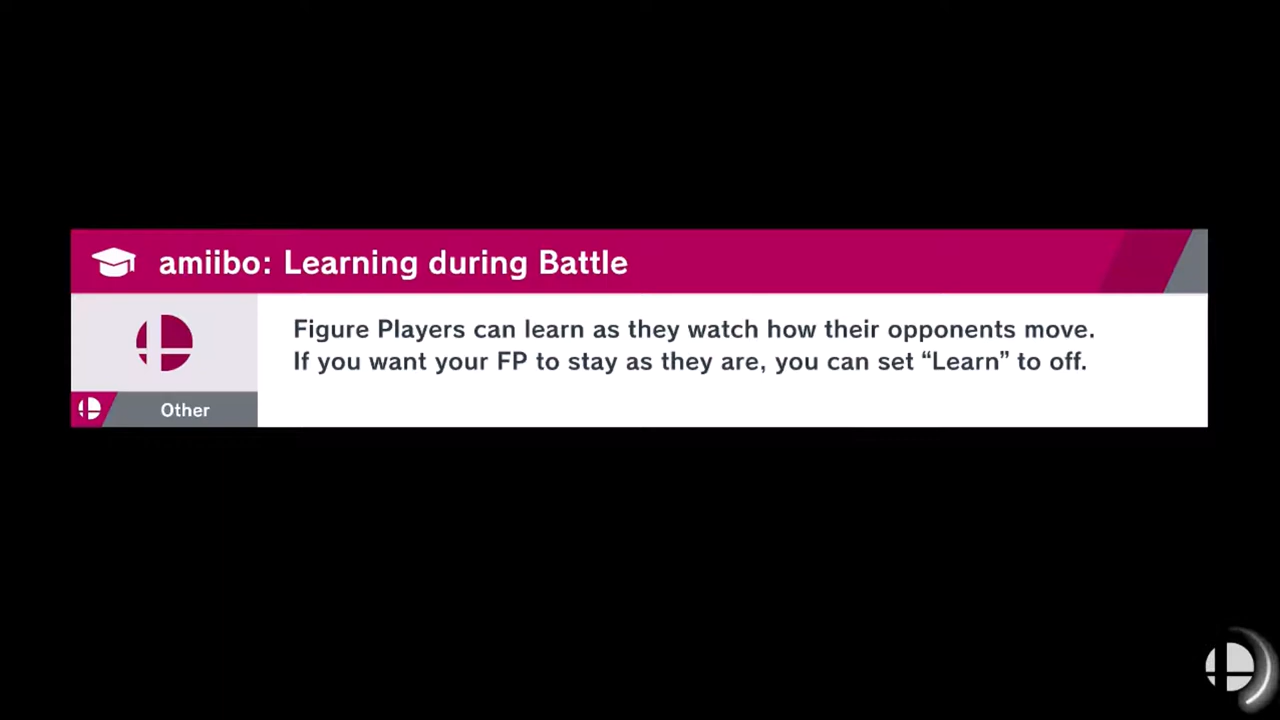 amiibo: Learning during Battle
Figure Players can learn as they watch how their opponents move.
If you want your FP to stay as they are, you can set “Learn” to off.
Other